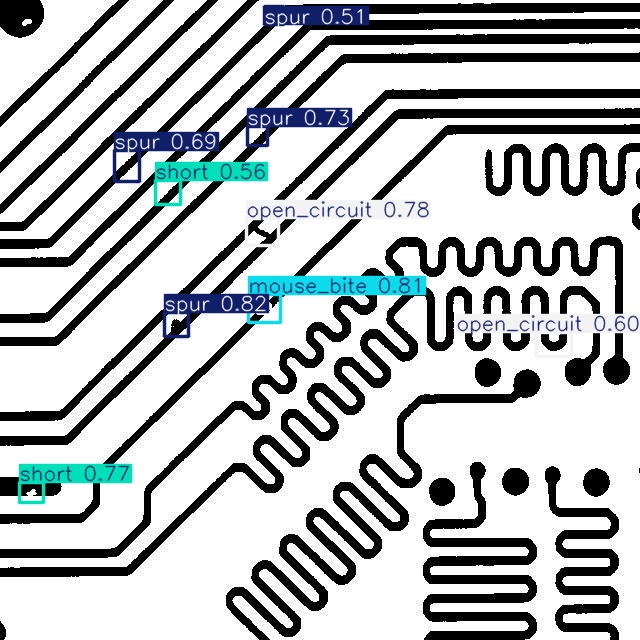 spur 0.51
spur 0.73
spur 0.69
short 0.56
open_circuit 0.78
mouse_bite 0.81
spur 0.82
open_circuit 0.60
short 0.77